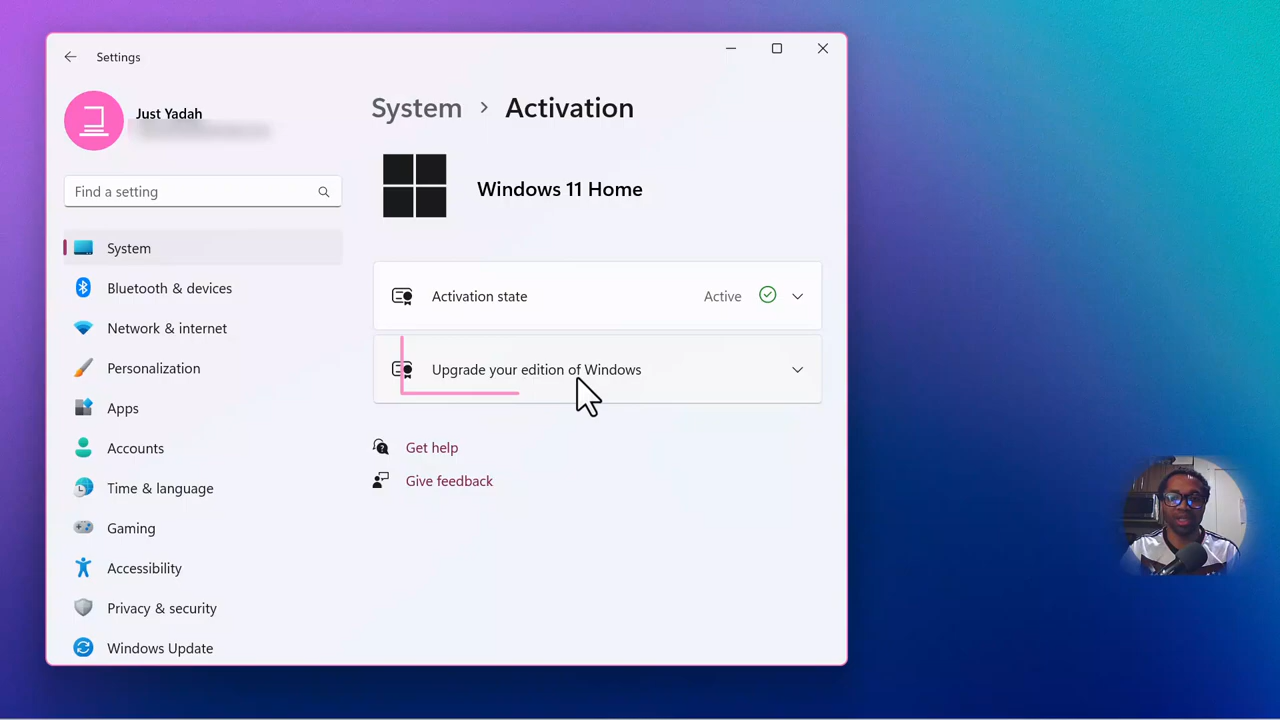 Settings
Just Yadah
Find a setting
System
Bluetooth & devices
Network & internet
Personalization
Apps
Accounts
Time & language
Gaming
Accessibility
Privacy & security
Windows Update
System > Activation
Windows 11 Home
Activation state Active
Upgrade your edition of Windows
Get help
Give feedback